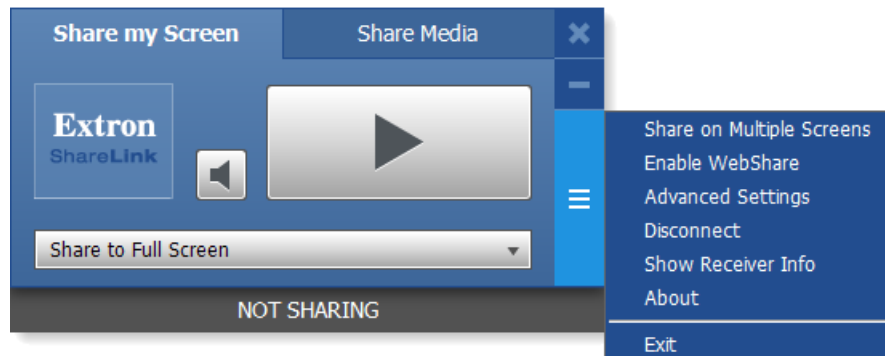 Share my Screen
Share Media
Extron
ShareLink
Share to Full Screen
NOT SHARING
Share on Multiple Screens
Enable WebShare
Advanced Settings
Disconnect
Show Receiver Info
About
Exit